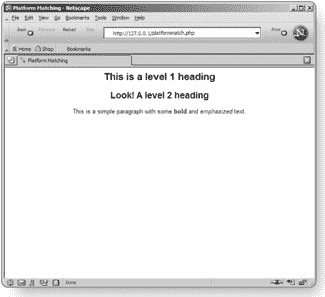 Platform Matching - Netscape
File Edit View Go Bookmarks Tools Window Help
Back Forward Reload Stop http://127.0.0.1/platformmatch.php Print
Home Shop Bookmarks
Platform Matching
This is a level 1 heading
Look! A level 2 heading
This is a simple paragraph with some bold and emphasized text.
Done